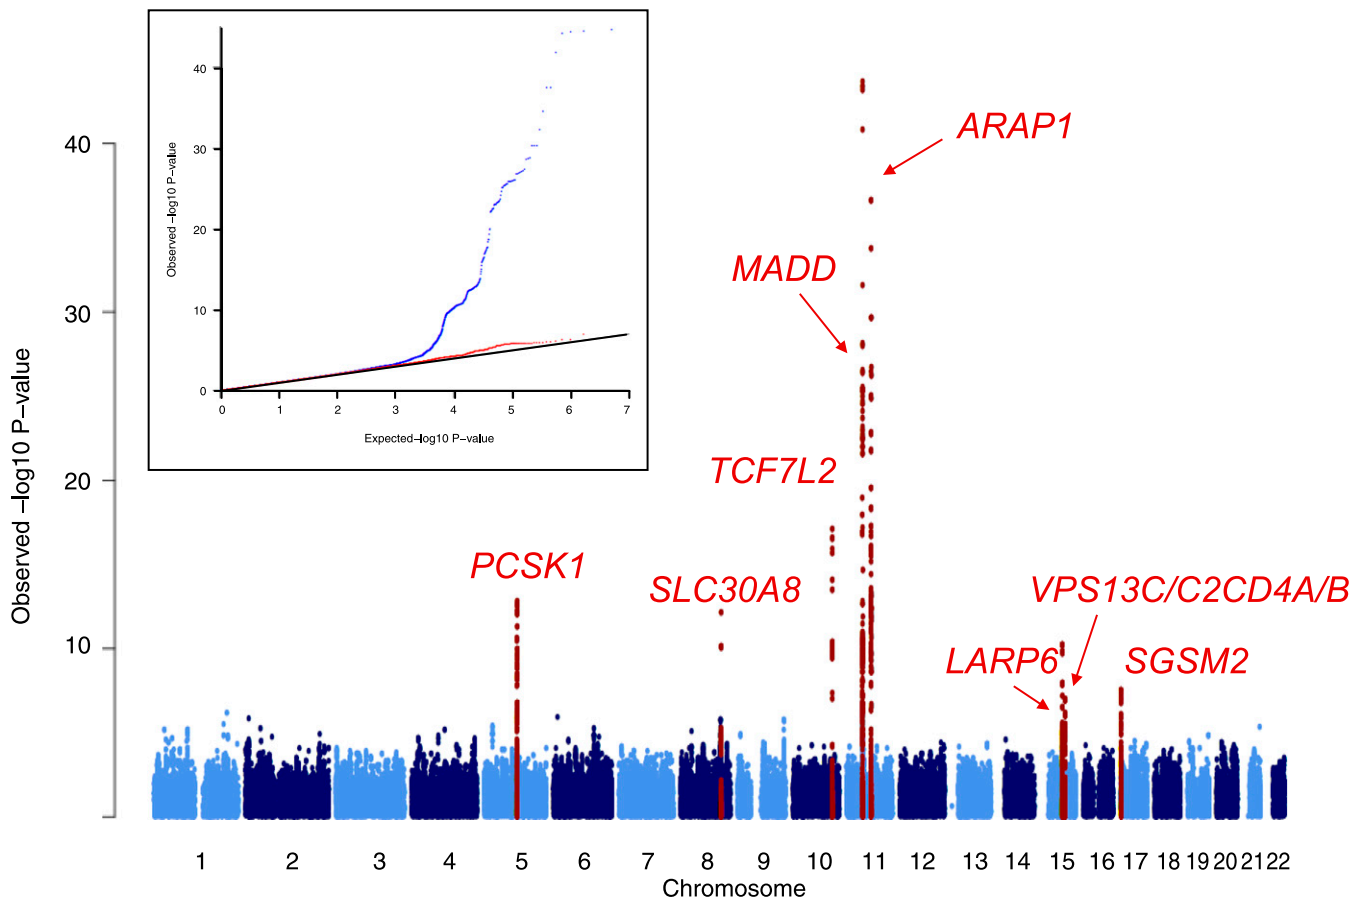 40
30
20
10
0
0
1
2
3
4
5
6
7
Observed –log10 P–value
Expected–log10 P–value
40
30
20
10
Observed –log10 P–value
ARAP1
MADD
TCF7L2
PCSK1
SLC30A8
VPS13C/C2CD4A/B
LARP6
SGSM2
1 2 3 4 5 6 7 8 9 10 11 12 13 14 15 16 17 18 19 20 21 22
Chromosome